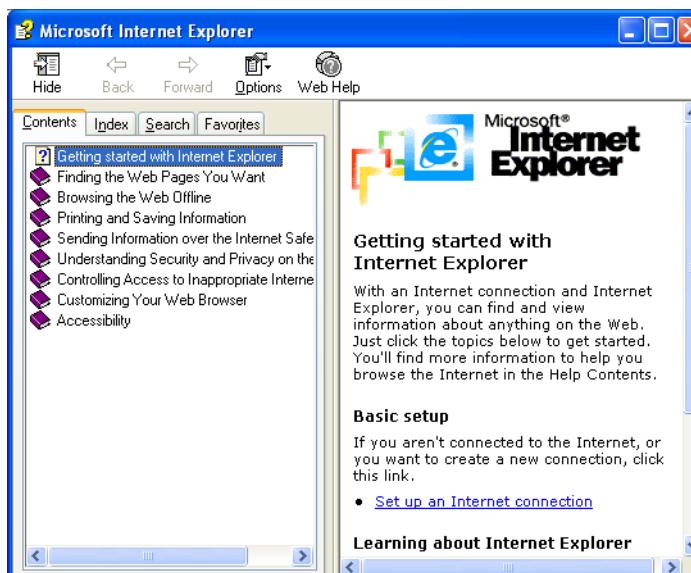 Microsoft Internet Explorer
Hide Back Forward Options Web Help
Contents Index Search Favorites
Getting started with Internet Explorer
Finding the Web Pages You Want
Browsing the Web Offline
Printing and Saving Information
Sending Information over the Internet Safe
Understanding Security and Privacy on the
Controlling Access to Inappropriate Interne
Customizing Your Web Browser
Accessibility
Microsoft®
Internet
Explorer
Getting started with
Internet Explorer
With an Internet connection and Internet
Explorer, you can find and view
information about anything on the Web.
Just click the topics below to get started.
You'll find more information to help you
browse the Internet in the Help Contents.
Basic setup
If you aren't connected to the Internet, or
you want to create a new connection, click
this link.
• Set up an Internet connection
Learning about Internet Explorer